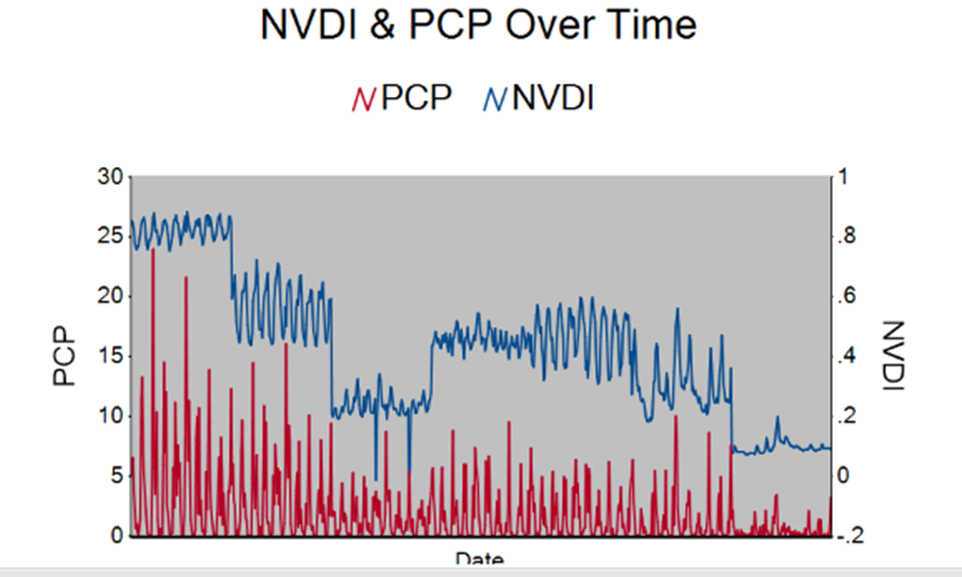 NVDI & PCP Over Time
PCP NVDI
30 1
25 .8
20 .6
15 .4
10 .2
5 0
0 -.2
PCP
NVDI
Date